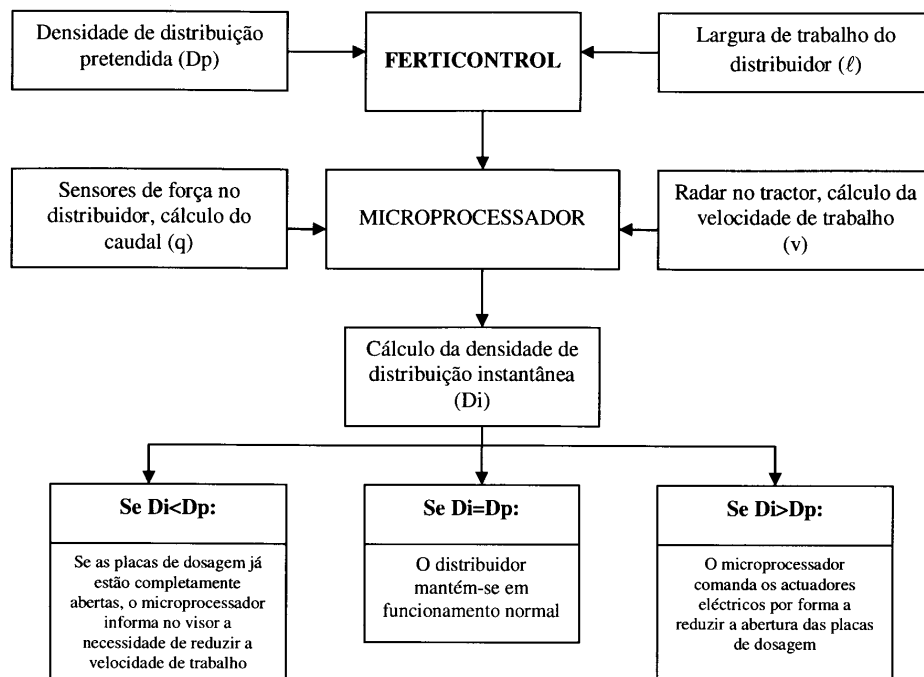 Densidade de distribuição
pretendida (Dp)
FERTICONTROL
Largura de trabalho do
distribuidor (ℓ)
Sensores de força no
distribuidor, cálculo do
caudal (q)
MICROPROCESSADOR
Radar no tractor, cálculo da
velocidade de trabalho
(v)
Cálculo da densidade de
distribuição instantânea
(Di)
Se Di<Dp:
Se as placas de dosagem já
estão completamente
abertas, o microprocessador
informa no visor a
necessidade de reduzir a
velocidade de trabalho
Se Di=Dp:
O distribuidor
mantém-se em
funcionamento normal
Se Di>Dp:
O microprocessador
comanda os actuadores
eléctricos por forma a
reduzir a abertura das placas
de dosagem